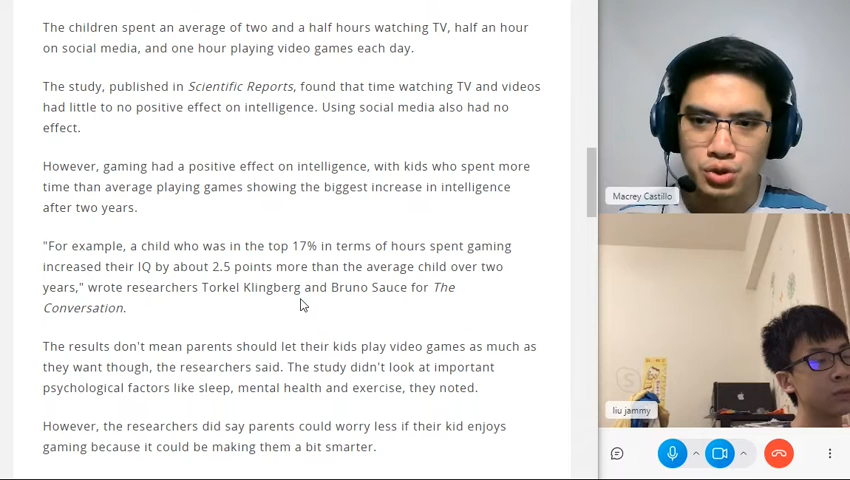 The children spent an average of two and a half hours watching TV, half an hour
on social media, and one hour playing video games each day.
The study, published in Scientific Reports, found that time watching TV and videos
had little to no positive effect on intelligence. Using social media also had no
effect.
However, gaming had a positive effect on intelligence, with kids who spent more
time than average playing games showing the biggest increase in intelligence
after two years.
"For example, a child who was in the top 17% in terms of hours spent gaming
increased their IQ by about 2.5 points more than the average child over two
years," wrote researchers Torkel Klingberg and Bruno Sauce for The
Conversation.
The results don't mean parents should let their kids play video games as much as
they want though, the researchers said. The study didn't look at important
psychological factors like sleep, mental health and exercise, they noted.
However, the researchers did say parents could worry less if their kid enjoys
gaming because it could be making them a bit smarter.
Macrey Castillo
liu jammy